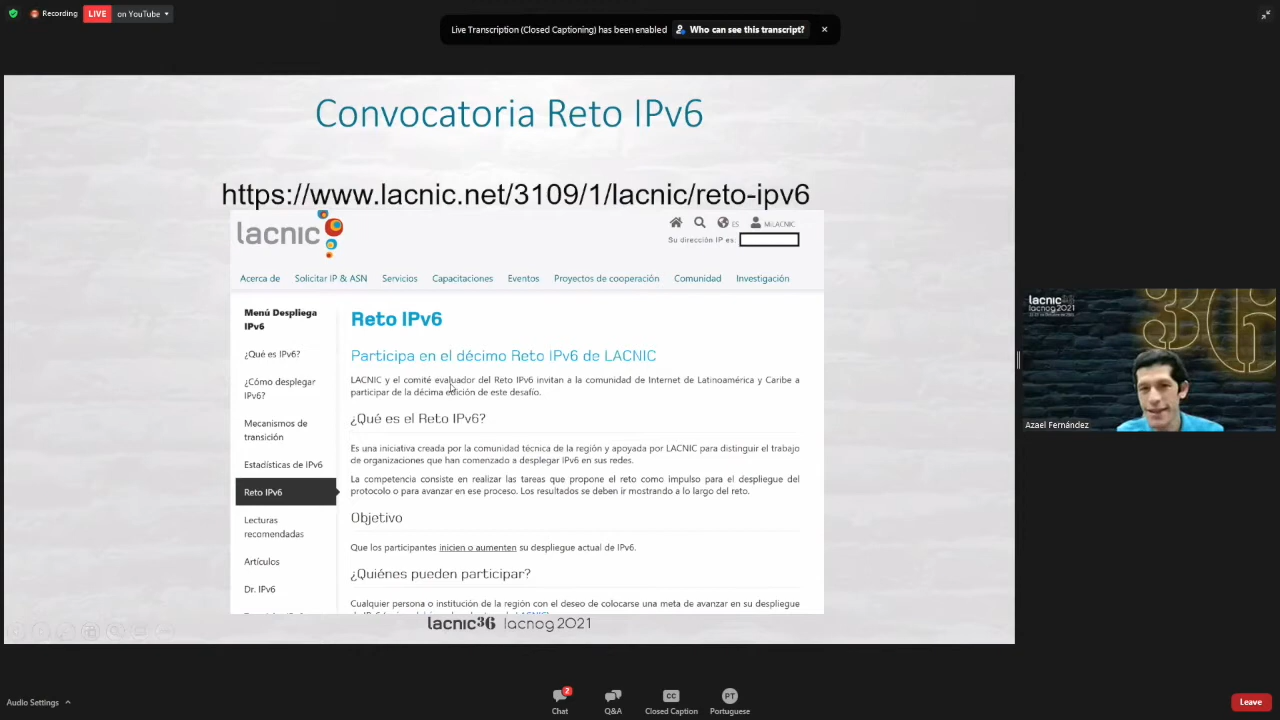 Recording
LIVE
on YouTube
Live Transcription (Closed Captioning) has been enabled
Who can see this transcript?
Convocatoria Reto IPv6
https://www.lacnic.net/3109/1/lacnic/reto-ipv6
lacnic
ES
MiLACNIC
Su dirección IP es:
Acerca de
Solicitar IP & ASN
Servicios
Capacitaciones
Eventos
Proyectos de cooperación
Comunidad
Investigación
Menú Despliega
IPv6
¿Qué es IPv6?
¿Cómo desplegar
IPv6?
Mecanismos de
transición
Estadísticas de IPv6
Reto IPv6
Lecturas
recomendadas
Artículos
Dr. IPv6
Reto IPv6
Participa en el décimo Reto IPv6 de LACNIC
LACNIC y el comité evaluador del Reto IPv6 invitan a la comunidad de Internet de Latinoamérica y Caribe a
participar de la décima edición de este desafío.
¿Qué es el Reto IPv6?
Es una iniciativa creada por la comunidad técnica de la región y apoyada por LACNIC para distinguir el trabajo
de organizaciones que han comenzado a desplegar IPv6 en sus redes.
La competencia consiste en realizar las tareas que propone el reto como impulso para el despliegue del
protocolo o para avanzar en ese proceso. Los resultados se deben ir mostrando a lo largo del reto.
Objetivo
Que los participantes inicien o aumenten su despliegue actual de IPv6.
¿Quiénes pueden participar?
Cualquier persona o institución de la región con el deseo de colocarse una meta de avanzar en su despliegue
lacnic36 lacnog2021
lacnic36
lacnog2021
36
Azael Fernández
Audio Settings
2
Chat
Q&A
CC
Closed Caption
PT
Portuguese
Leave